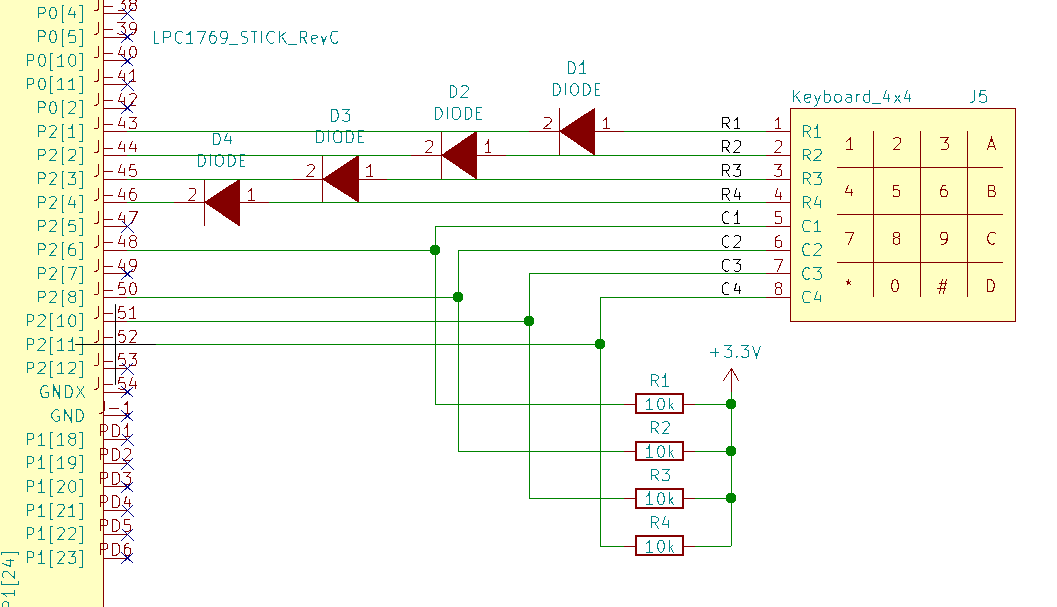 P0[4] J-38
P0[5] J-39
P0[10] J-40
P0[11] J-41
P0[2] J-42
P2[1] J-43
P2[2] J-44
P2[3] J-45
P2[4] J-46
P2[5] J-47
P2[6] J-48
P2[7] J-49
P2[8] J-50
P2[10] J-51
P2[11] J-52
P2[12] J-53
GNDX J-54
GND J-1
P1[18] PD1
P1[19] PD2
P1[20] PD3
P1[21] PD4
P1[22] PD5
P1[23] PD6
P1[24]
LPC1769_STICK_RevC
D1
DIODE
2 1
D2
DIODE
2 1
D3
DIODE
2 1
D4
DIODE
2 1
Keyboard_4x4 J5
R1 1 R1
R2 2 R2
R3 3 R3
R4 4 R4
C1 5 C1
C2 6 C2
C3 7 C3
C4 8 C4
1 2 3 A
4 5 6 B
7 8 9 C
* 0 # D
+3.3V
R1
10k
R2
10k
R3
10k
R4
10k